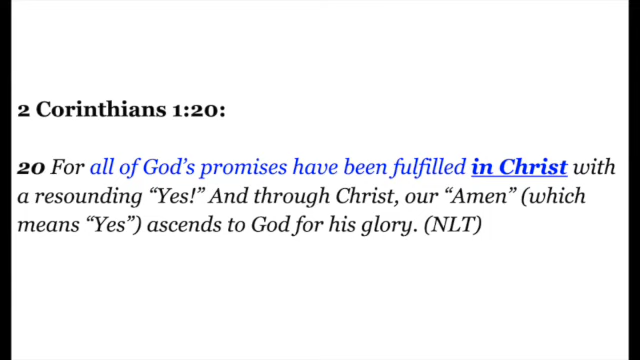 2 Corinthians 1:20:
20 For all of God’s promises have been fulfilled in Christ with
a resounding “Yes!” And through Christ, our “Amen” (which
means “Yes”) ascends to God for his glory. (NLT)